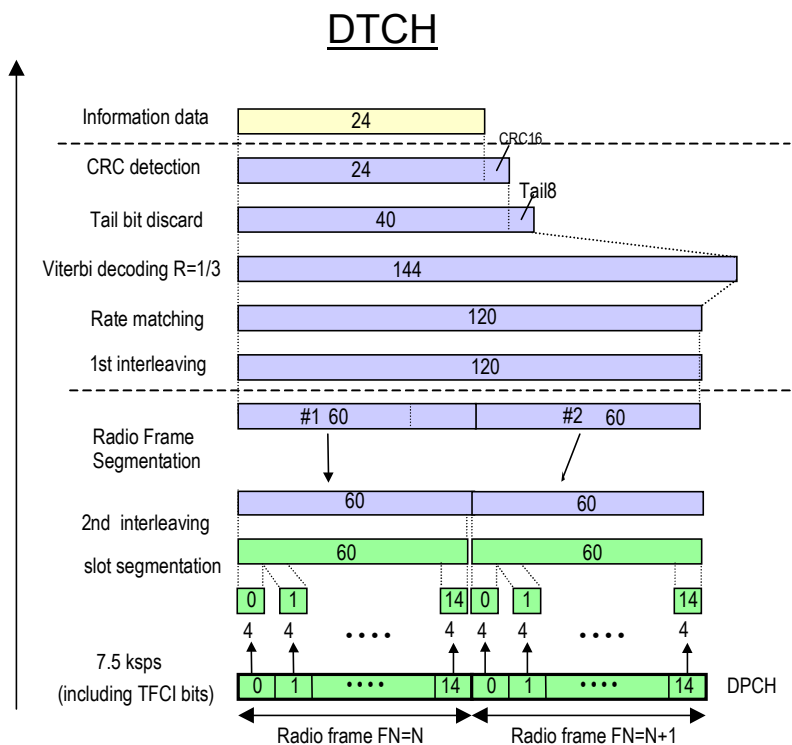 DTCH
Information data 24
CRC16
CRC detection 24
Tail8
Tail bit discard 40
Viterbi decoding R=1/3 144
Rate matching 120
1st interleaving 120
#1 60 #2 60
Radio Frame
Segmentation
60 60
2nd interleaving
slot segmentation 60 60
0 1 14 0 1 14
4 4 •••• 4 4 4 •••• 4
7.5 ksps
(including TFCI bits) 0 1 •••• 14 0 1 •••• 14 DPCH
Radio frame FN=N Radio frame FN=N+1